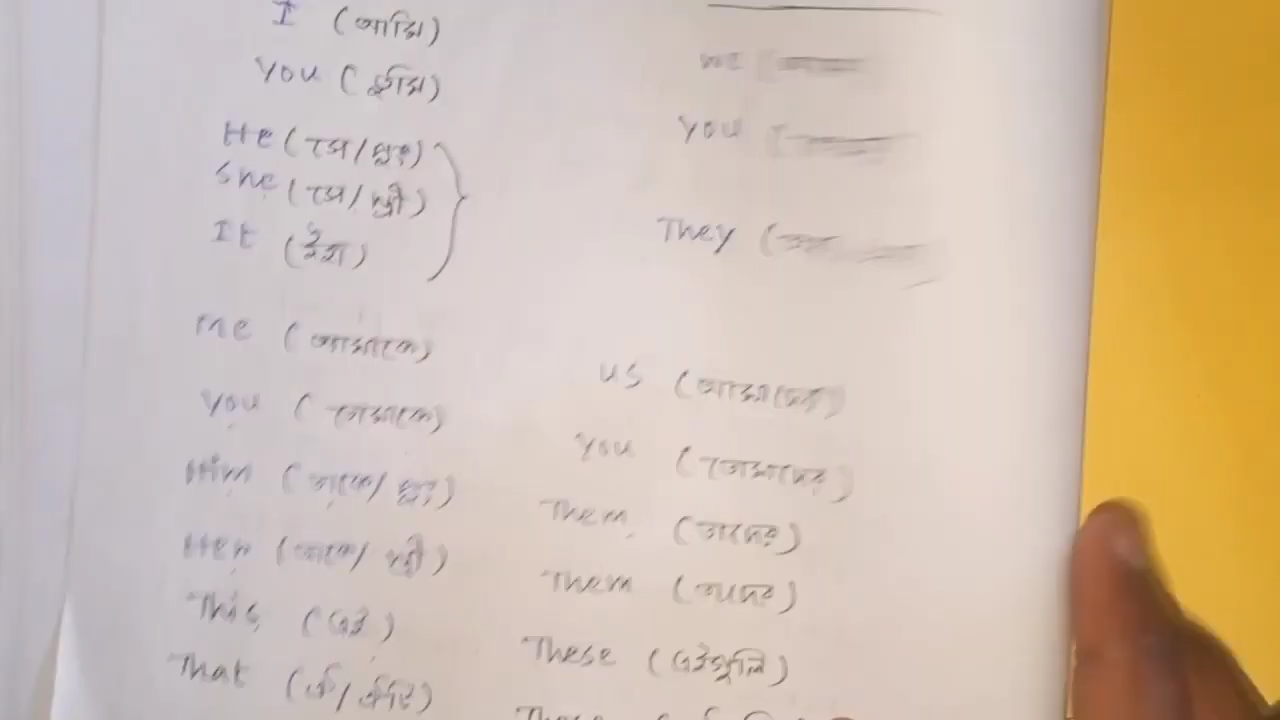 I (আমি)
You (তুমি)
He (সে/পুং)
She (সে/স্ত্রী)
It (ইহা)
me (আমাকে)
you (তোমাকে)
Him (তাকে/পুং)
Her (তাকে/স্ত্রী)
This (এই)
That (ঐ/ঐটি)
we
you
They
us (আমাদের)
you (তোমাদের)
Them (তাদের)
Them (তাদের)
These (এইগুলি)